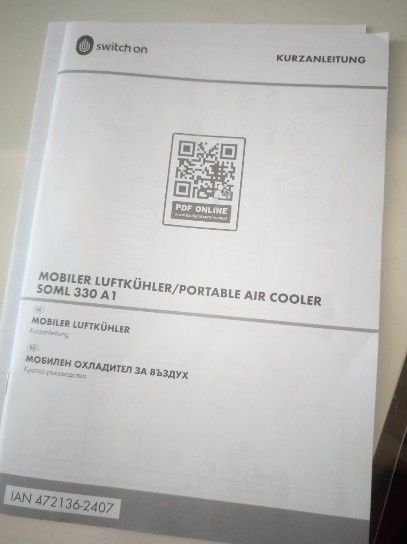 switch on
KURZANLEITUNG
PDF ONLINE
MOBILER LUFTKÜHLER/PORTABLE AIR COOLER
SOML 330 A1
DE
MOBILER LUFTKÜHLER
Kurzanleitung
BG
МОБИЛЕН ОХЛАДИТЕЛ ЗА ВЪЗДУХ
Кратко ръководство
IAN 472136-2407